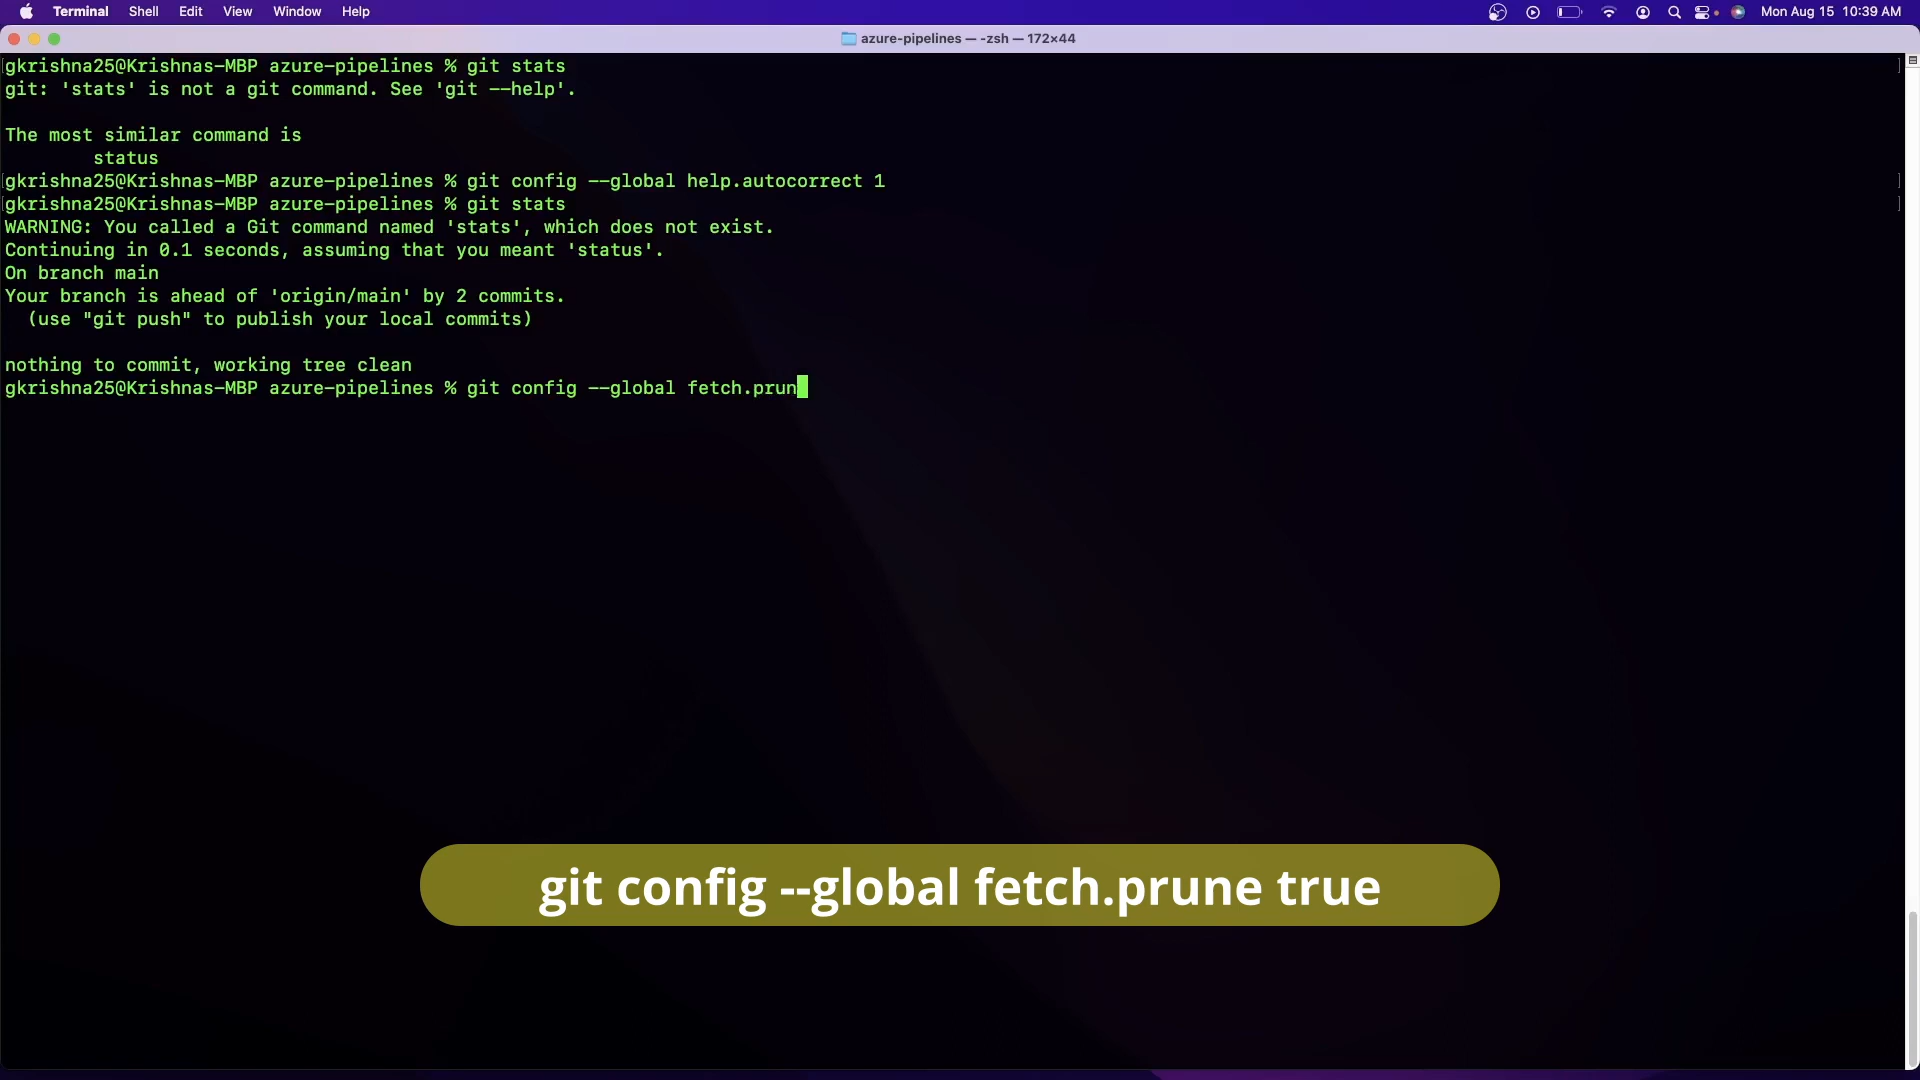 Terminal Shell Edit View Window Help Mon Aug 15 10:39 AM
azure-pipelines — -zsh — 172×44
gkrishna25@Krishnas-MBP azure-pipelines % git stats
git: 'stats' is not a git command. See 'git --help'.
The most similar command is
status
gkrishna25@Krishnas-MBP azure-pipelines % git config --global help.autocorrect 1
gkrishna25@Krishnas-MBP azure-pipelines % git stats
WARNING: You called a Git command named 'stats', which does not exist.
Continuing in 0.1 seconds, assuming that you meant 'status'.
On branch main
Your branch is ahead of 'origin/main' by 2 commits.
(use "git push" to publish your local commits)
nothing to commit, working tree clean
gkrishna25@Krishnas-MBP azure-pipelines % git config --global fetch.prun
git config --global fetch.prune true